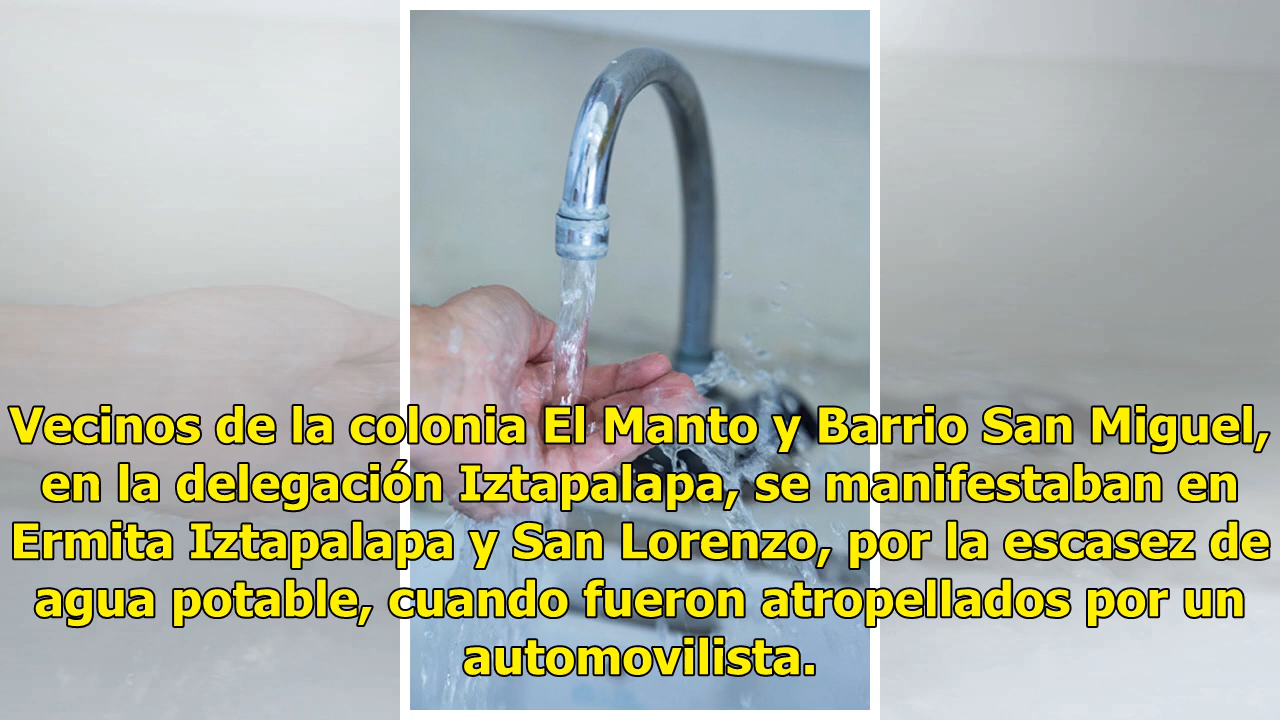 Vecinos de la colonia El Manto y Barrio San Miguel,
en la delegación Iztapalapa, se manifestaban en
Ermita Iztapalapa y San Lorenzo, por la escasez de
agua potable, cuando fueron atropellados por un
automovilista.